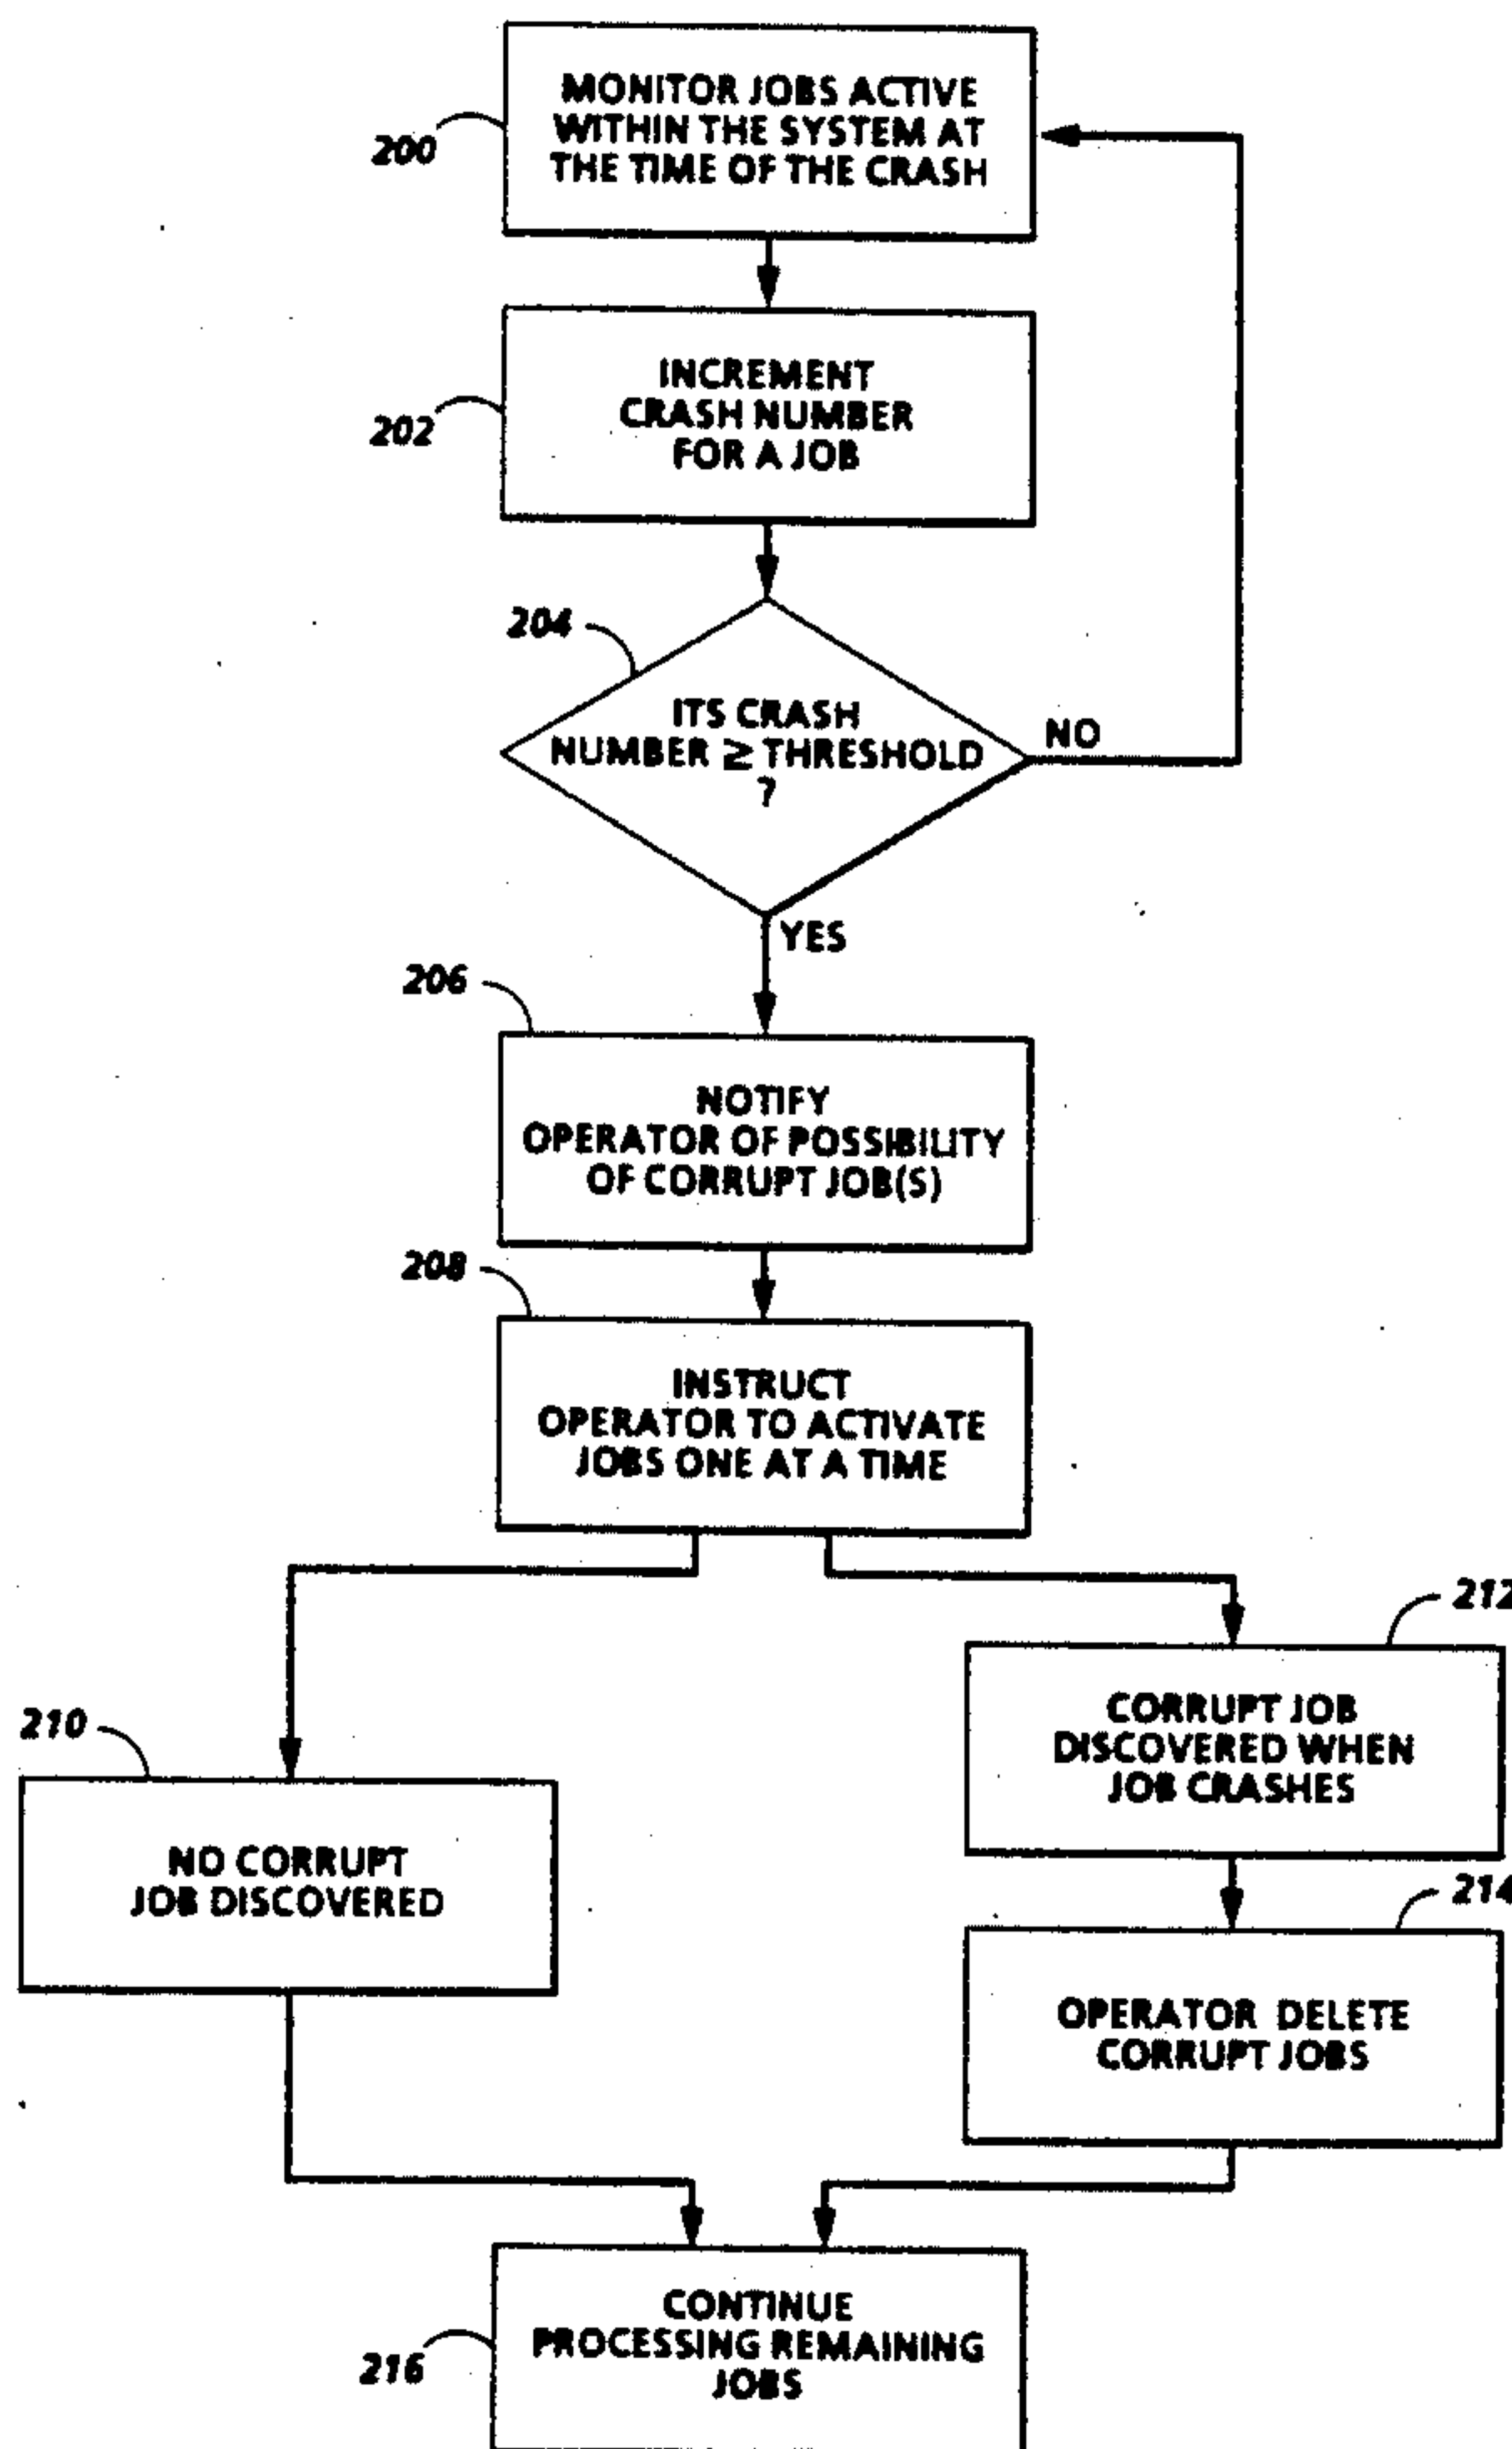 MONITOR JOBS ACTIVE
WITHIN THE SYSTEM AT
THE TIME OF THE CRASH
200
INCREMENT
CRASH NUMBER
FOR A JOB
202
204
ITS CRASH
NUMBER ≥ THRESHOLD
?
NO
YES
206
NOTIFY
OPERATOR OF POSSIBILITY
OF CORRUPT JOB(S)
208
INSTRUCT
OPERATOR TO ACTIVATE
JOBS ONE AT A TIME
212
CORRUPT JOB
DISCOVERED WHEN
JOB CRASHES
210
NO CORRUPT
JOB DISCOVERED
214
OPERATOR DELETE
CORRUPT JOBS
CONTINUE
PROCESSING REMAINING
JOBS
216